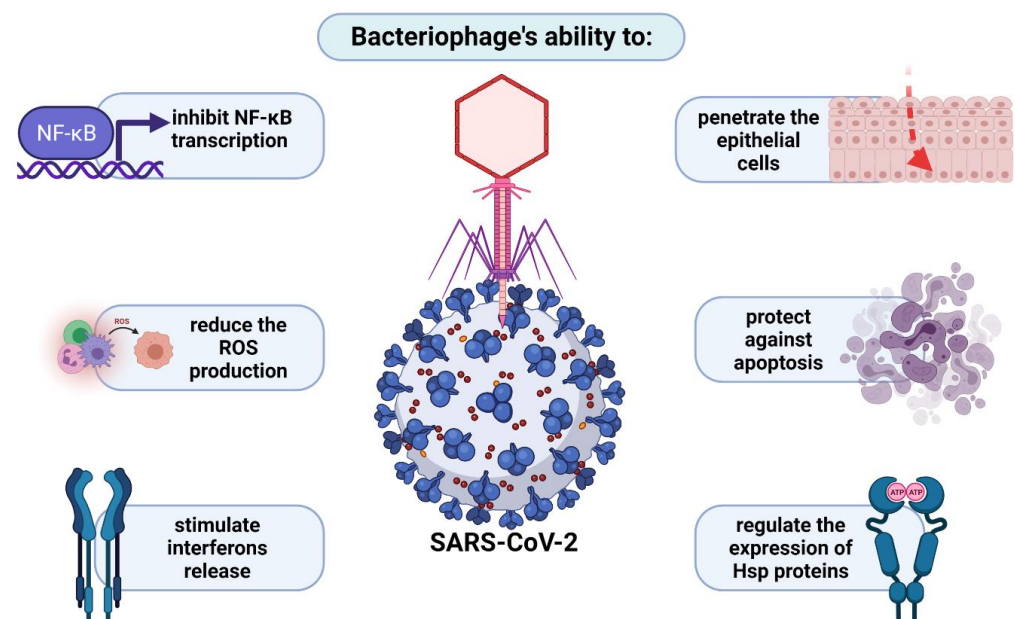 Bacteriophage's ability to:
NF-κB
inhibit NF-κB
transcription
penetrate the
epithelial
cells
ROS
reduce the
ROS
production
protect
against
apoptosis
stimulate
interferons
release
SARS-CoV-2
ATP ATP
regulate the
expression of
Hsp proteins